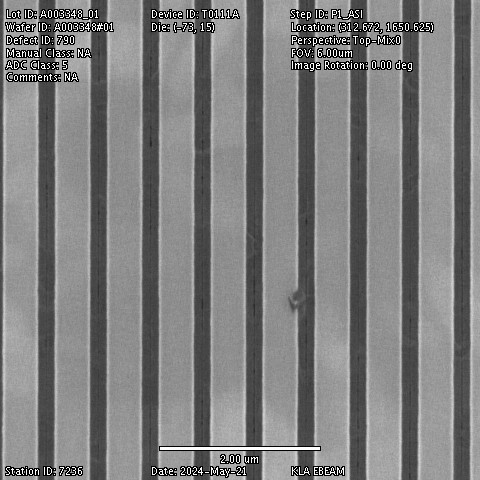 Lot ID: A003348_01
Wafer ID: A003348#01
Defect ID: 790
Manual Class: NA
ADC Class: 5
Comments: NA
Device ID: T0111A
Die: (-73, 15)
Step ID: P1_ASI
Location: (312.672, 1650.625)
Perspective: Top-Mix0
FOV: 6.00um
Image Rotation: 0.00 deg
2.00 um
Station ID: 7236
Date: 2024-May-21
KLA EBEAM